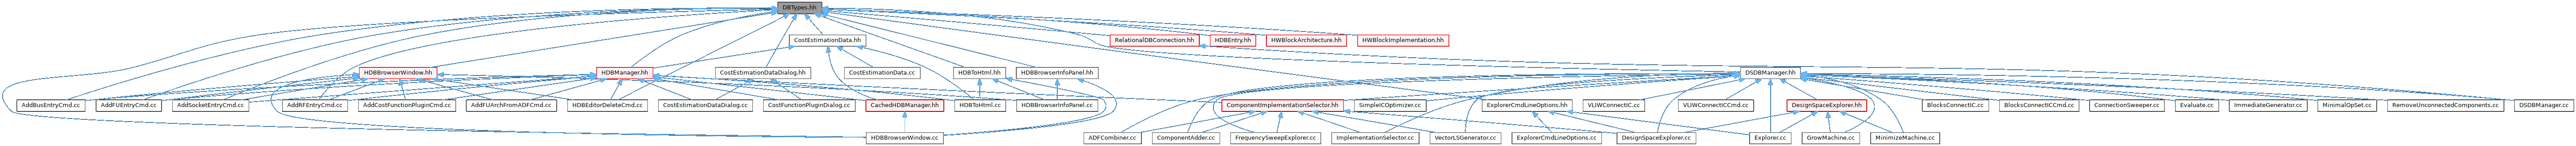 DBTypes.hh
CostEstimationData.hh
RelationalDBConnection.hh
HDBEntry.hh
HWBlockArchitecture.hh
HWBlockImplementation.hh
HDBBrowserWindow.hh
HDBManager.hh
CostEstimationDataDialog.hh
CostEstimationData.cc
HDBToHtml.hh
HDBBrowserInfoPanel.hh
DSDBManager.hh
AddBusEntryCmd.cc
AddFUEntryCmd.cc
AddSocketEntryCmd.cc
AddRFEntryCmd.cc
AddCostFunctionPluginCmd.cc
AddFUArchFromADFCmd.cc
HDBEditorDeleteCmd.cc
CostEstimationDataDialog.cc
CostFunctionPluginDialog.cc
CachedHDBManager.hh
HDBToHtml.cc
HDBBrowserInfoPanel.cc
ComponentImplementationSelector.hh
SimpleICOptimizer.cc
ExplorerCmdLineOptions.hh
VLIWConnectIC.cc
VLIWConnectICCmd.cc
DesignSpaceExplorer.hh
BlocksConnectIC.cc
BlocksConnectICCmd.cc
ConnectionSweeper.cc
Evaluate.cc
ImmediateGenerator.cc
MinimalOpSet.cc
RemoveUnconnectedComponents.cc
DSDBManager.cc
HDBBrowserWindow.cc
ADFCombiner.cc
ComponentAdder.cc
FrequencySweepExplorer.cc
ImplementationSelector.cc
VectorLSGenerator.cc
ExplorerCmdLineOptions.cc
DesignSpaceExplorer.cc
Explorer.cc
GrowMachine.cc
MinimizeMachine.cc